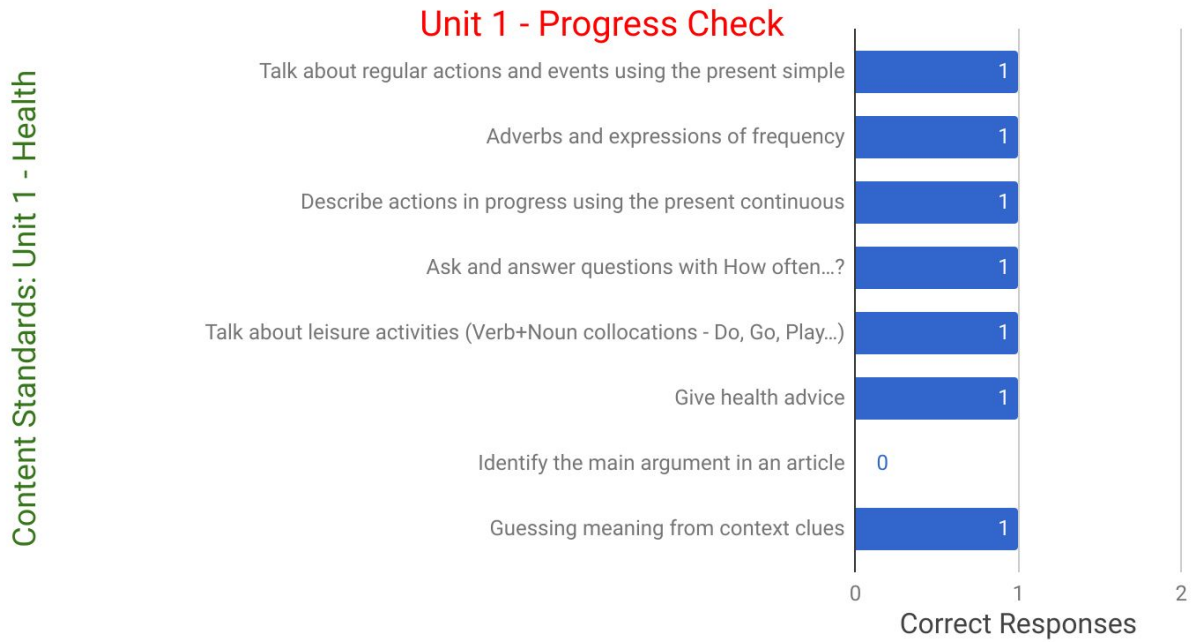 Unit 1 - Progress Check
Content Standards: Unit 1 - Health
Talk about regular actions and events using the present simple 1
Adverbs and expressions of frequency 1
Describe actions in progress using the present continuous 1
Ask and answer questions with How often...? 1
Talk about leisure activities (Verb+Noun collocations - Do, Go, Play...) 1
Give health advice 1
Identify the main argument in an article 0
Guessing meaning from context clues 1
0 1 2
Correct Responses